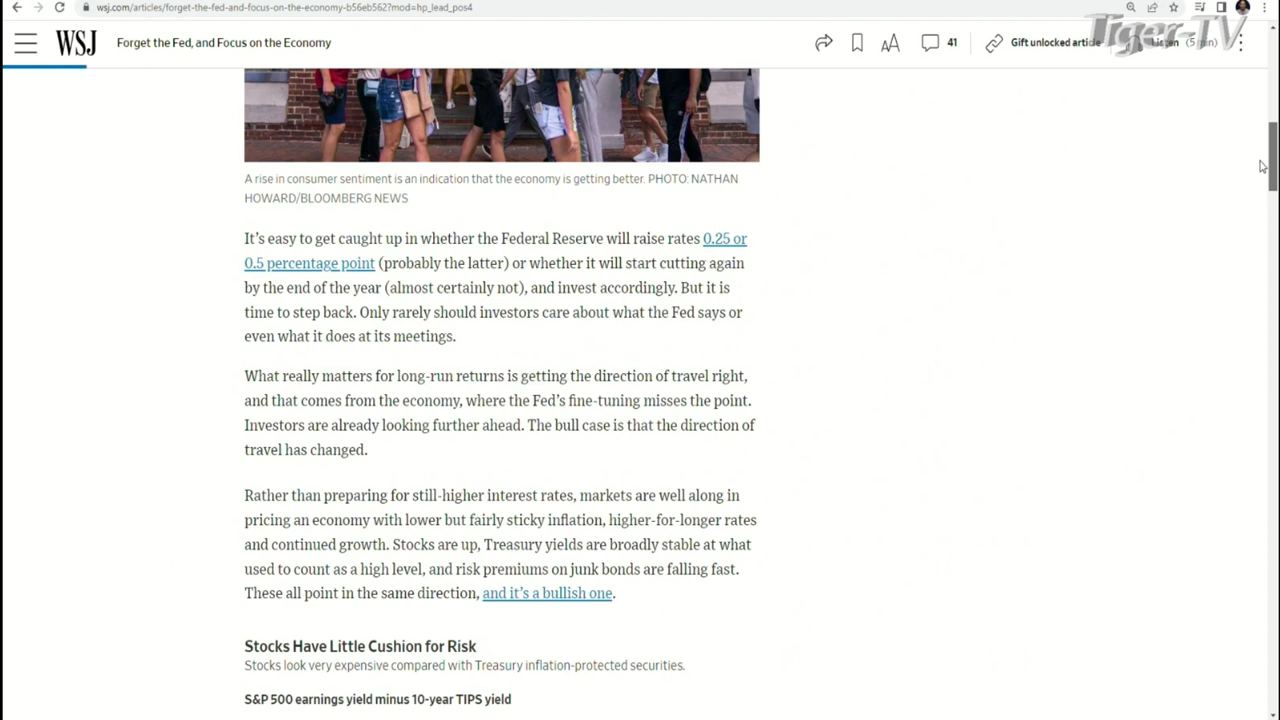 wsj.com/articles/forget-the-fed-and-focus-on-the-economy-b56eb562?mod=hp_lead_pos4
Tiger-TV
WSJ
Forget the Fed, and Focus on the Economy
AA
41
Gift unlocked article
Listen (5 min)
A rise in consumer sentiment is an indication that the economy is getting better. PHOTO: NATHAN
HOWARD/BLOOMBERG NEWS
It’s easy to get caught up in whether the Federal Reserve will raise rates 0.25 or
0.5 percentage point (probably the latter) or whether it will start cutting again
by the end of the year (almost certainly not), and invest accordingly. But it is
time to step back. Only rarely should investors care about what the Fed says or
even what it does at its meetings.
What really matters for long-run returns is getting the direction of travel right,
and that comes from the economy, where the Fed’s fine-tuning misses the point.
Investors are already looking further ahead. The bull case is that the direction of
travel has changed.
Rather than preparing for still-higher interest rates, markets are well along in
pricing an economy with lower but fairly sticky inflation, higher-for-longer rates
and continued growth. Stocks are up, Treasury yields are broadly stable at what
used to count as a high level, and risk premiums on junk bonds are falling fast.
These all point in the same direction, and it’s a bullish one.
Stocks Have Little Cushion for Risk
Stocks look very expensive compared with Treasury inflation-protected securities.
S&P 500 earnings yield minus 10-year TIPS yield